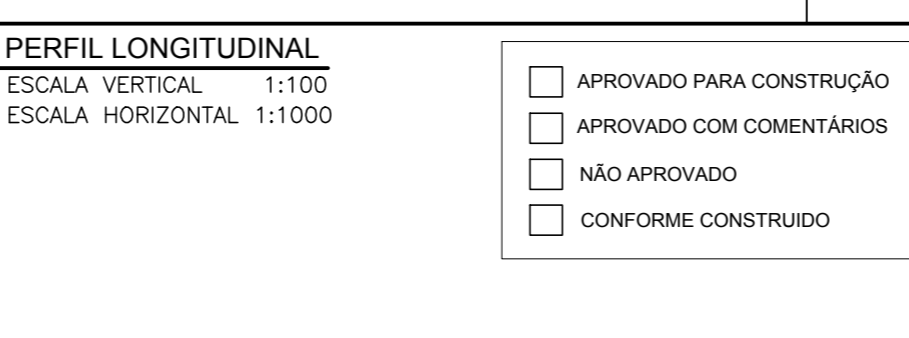 PERFIL LONGITUDINAL
ESCALA VERTICAL 1:100
ESCALA HORIZONTAL 1:1000
APROVADO PARA CONSTRUÇÃO
APROVADO COM COMENTÁRIOS
NÃO APROVADO
CONFORME CONSTRUIDO